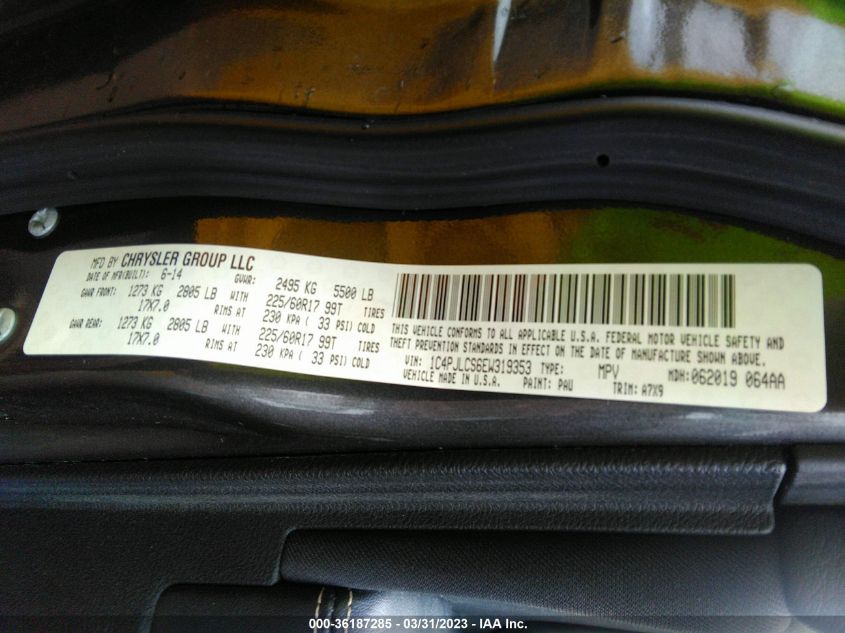 MFD BY CHRYSLER GROUP LLC
DATE OF MFR(BUILT): 6-14 GVWR: 2495 KG 5500 LB
GAWR FRONT: 1273 KG 2805 LB WITH 225/60R17 99T TIRES
17X7.0 RIMS AT 230 KPA ( 33 PSI) COLD
GAWR REAR: 1273 KG 2805 LB WITH 225/60R17 99T TIRES
17X7.0 RIMS AT 230 KPA ( 33 PSI) COLD
THIS VEHICLE CONFORMS TO ALL APPLICABLE U.S.A. FEDERAL MOTOR VEHICLE SAFETY AND
THEFT PREVENTION STANDARDS IN EFFECT ON THE DATE OF MANUFACTURE SHOWN ABOVE.
VIN: 1C4PJLCS6EW319353 TYPE: MPV MDH:062019 064AA
VEHICLE MADE IN U.S.A. PAINT: PAU TRIM: A7X9
000-36187285 - 03/31/2023 - IAA Inc.